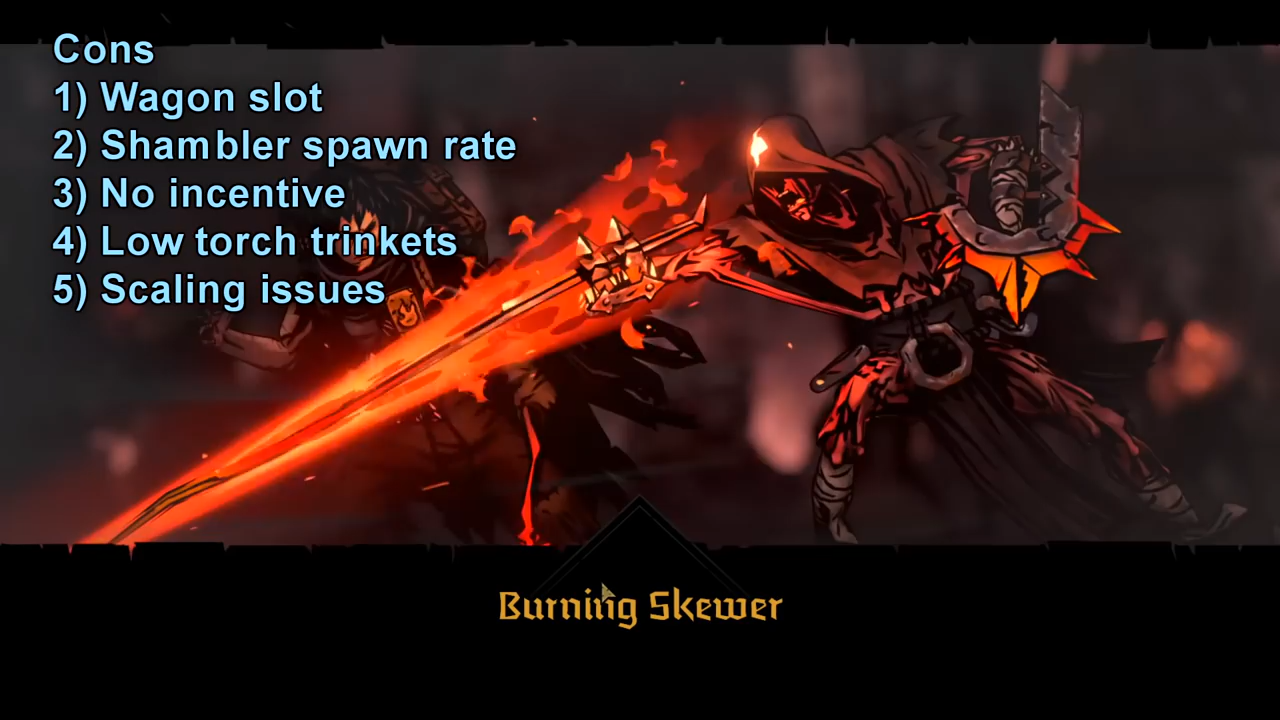 Cons
1) Wagon slot
2) Shambler spawn rate
3) No incentive
4) Low torch trinkets
5) Scaling issues
Burning Skewer